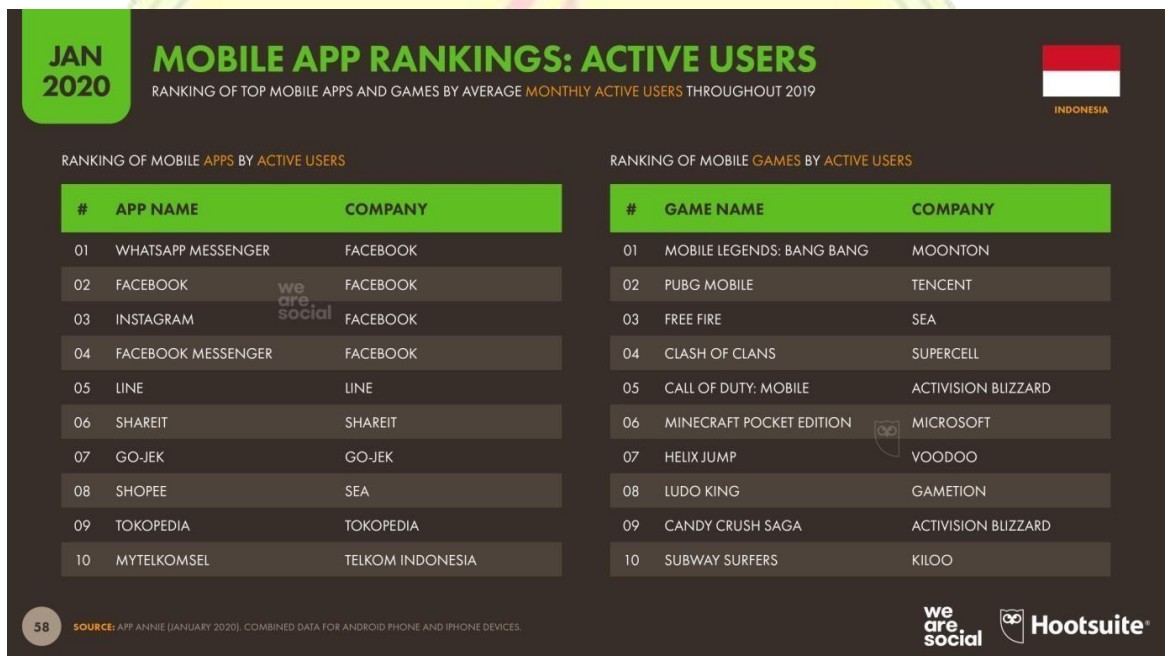 JAN
2020
MOBILE APP RANKINGS: ACTIVE USERS
RANKING OF TOP MOBILE APPS AND GAMES BY AVERAGE MONTHLY ACTIVE USERS THROUGHOUT 2019
INDONESIA
RANKING OF MOBILE APPS BY ACTIVE USERS
# APP NAME COMPANY
01 WHATSAPP MESSENGER FACEBOOK
02 FACEBOOK FACEBOOK
03 INSTAGRAM FACEBOOK
04 FACEBOOK MESSENGER FACEBOOK
05 LINE LINE
06 SHAREIT SHAREIT
07 GO-JEK GO-JEK
08 SHOPEE SEA
09 TOKOPEDIA TOKOPEDIA
10 MYTELKOMSEL TELKOM INDONESIA
we
are
social
RANKING OF MOBILE GAMES BY ACTIVE USERS
# GAME NAME COMPANY
01 MOBILE LEGENDS: BANG BANG MOONTON
02 PUBG MOBILE TENCENT
03 FREE FIRE SEA
04 CLASH OF CLANS SUPERCELL
05 CALL OF DUTY: MOBILE ACTIVISION BLIZZARD
06 MINECRAFT POCKET EDITION MICROSOFT
07 HELIX JUMP VOODOO
08 LUDO KING GAMETION
09 CANDY CRUSH SAGA ACTIVISION BLIZZARD
10 SUBWAY SURFERS KILOO
58
SOURCE: APP ANNIE (JANUARY 2020). COMBINED DATA FOR ANDROID PHONE AND IPHONE DEVICES.
we
are
social
Hootsuite®